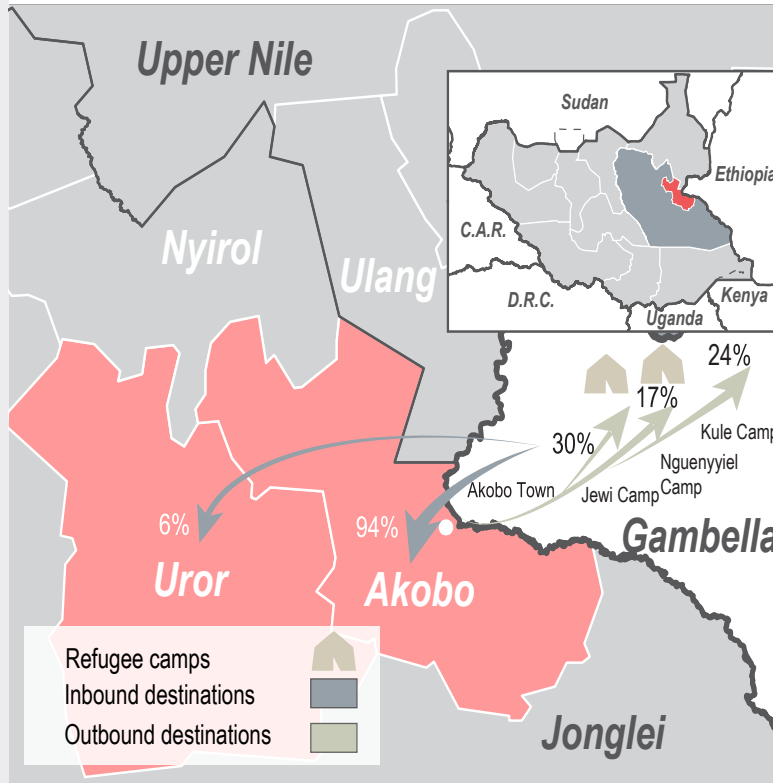 Upper Nile
Sudan
Ethiopia
C.A.R.
D.R.C.
Uganda
Kenya
Nyirol
Ulang
24%
17%
30%
Kule Camp
Nguenyyiel
Camp
Jewi Camp
Akobo Town
6%
94%
Gambella
Uror
Akobo
Refugee camps
Inbound destinations
Outbound destinations
Jonglei